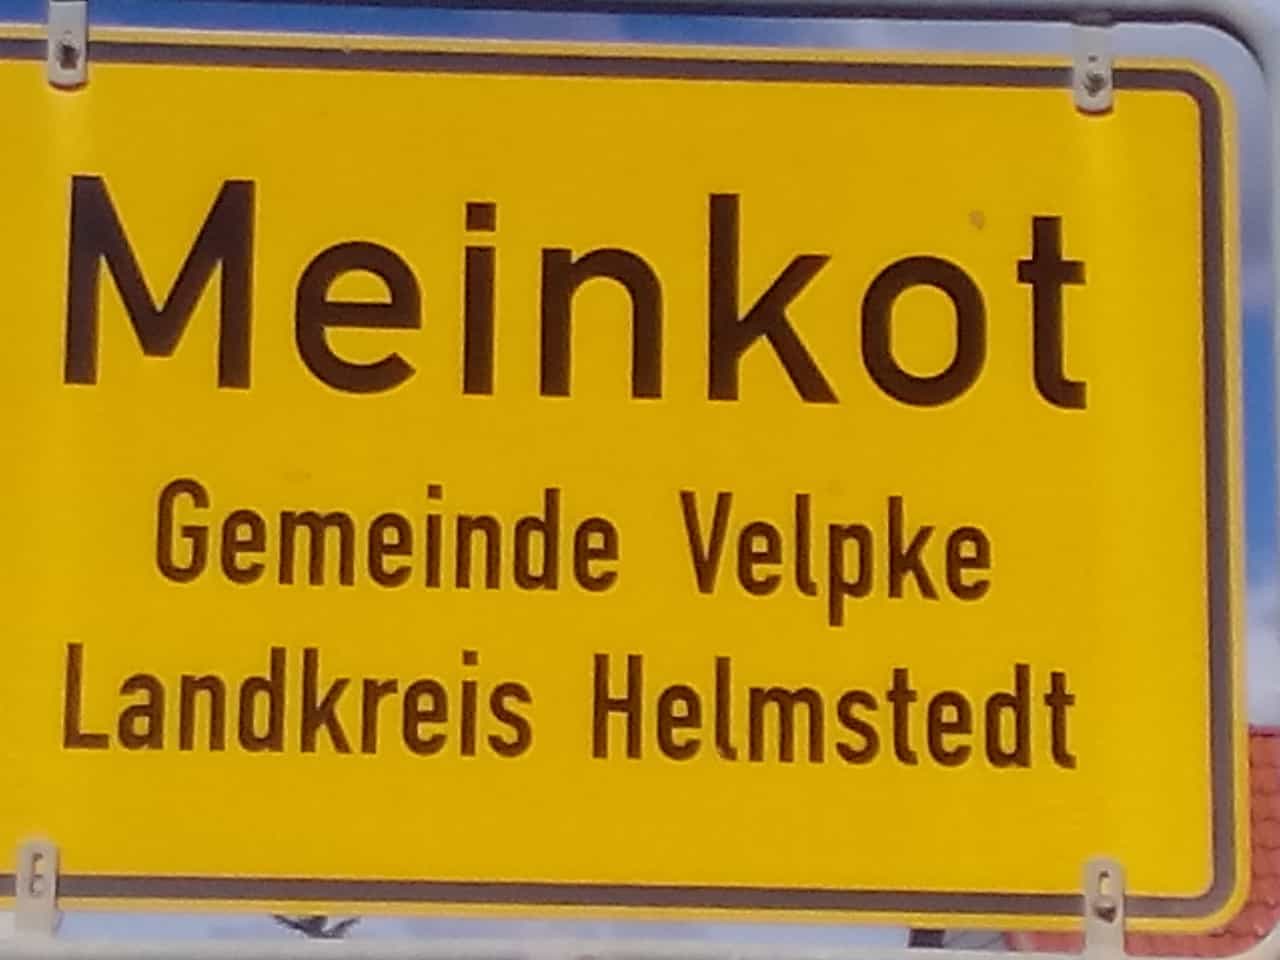 Meinkot
Gemeinde Velpke
Landkreis Helmstedt